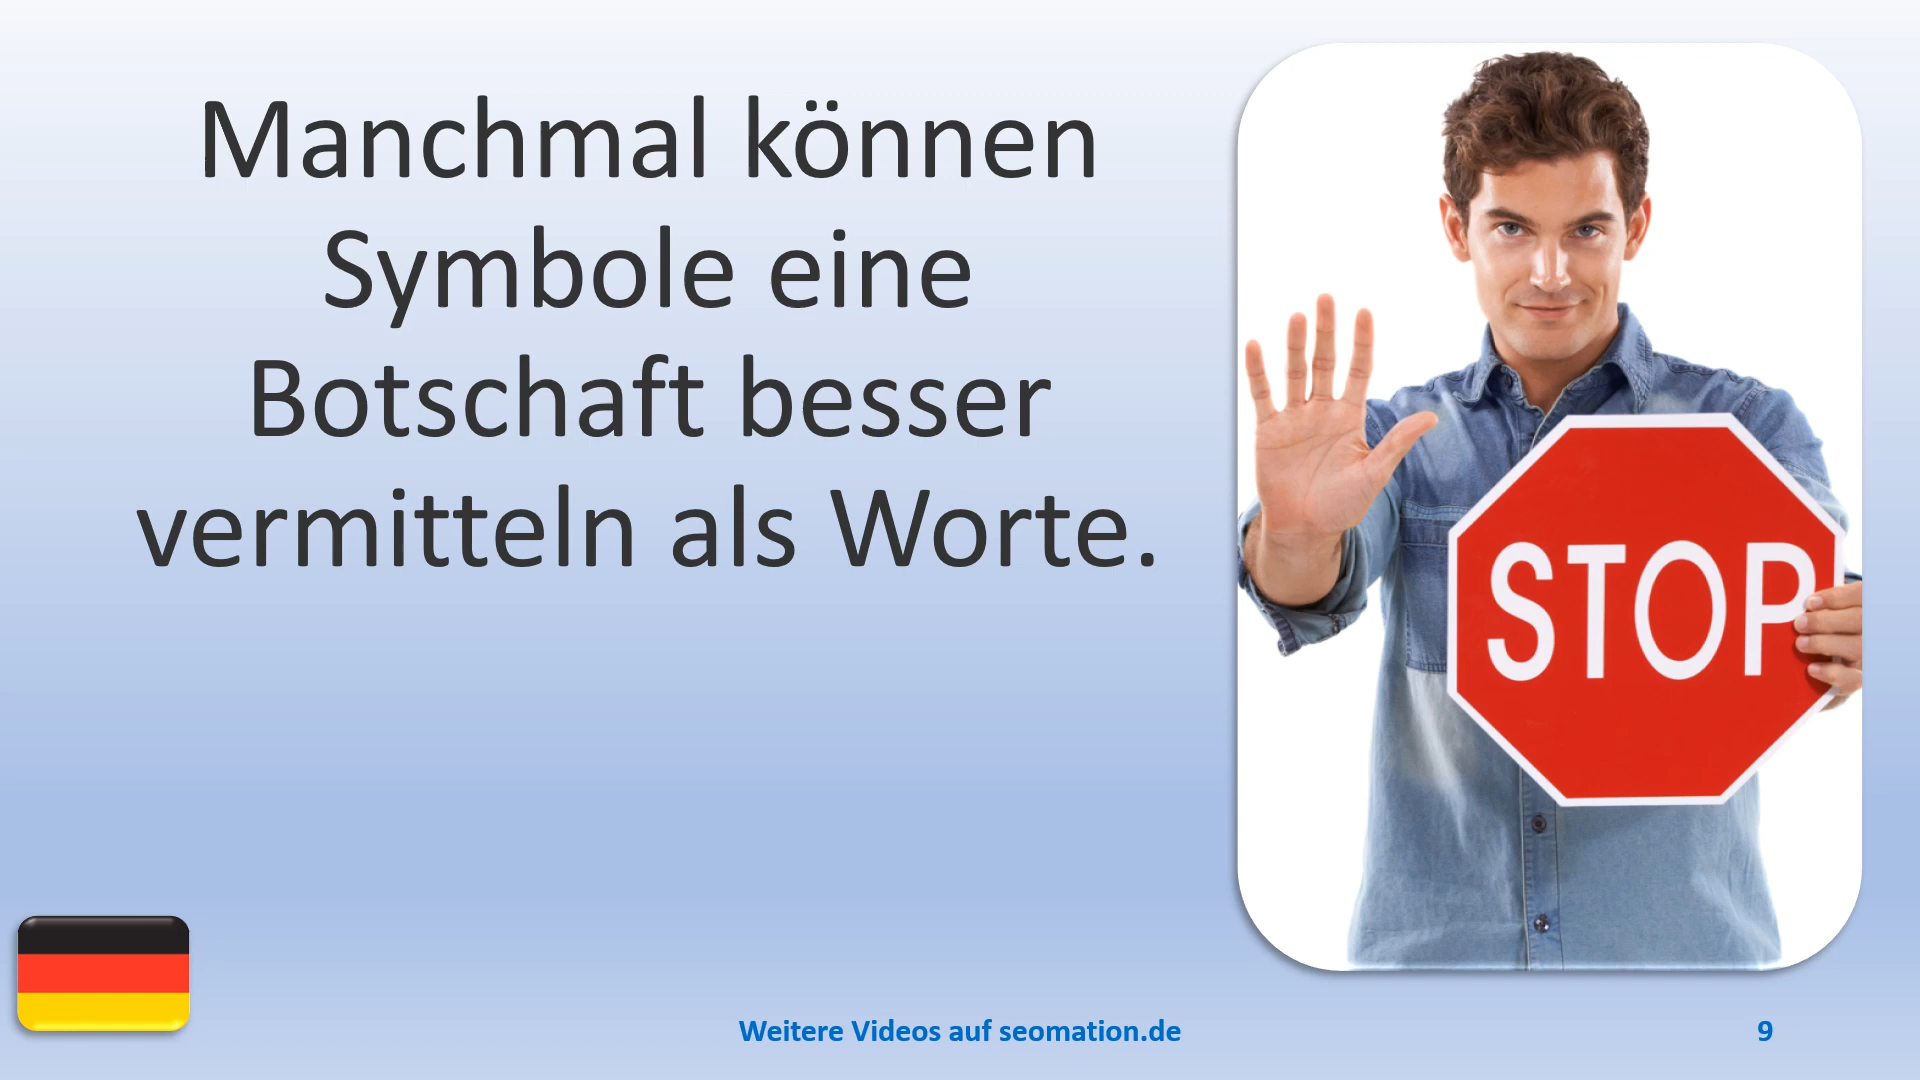 Manchmal können
Symbole eine
Botschaft besser
vermitteln als Worte.
STOP
Weitere Videos auf seomation.de
9